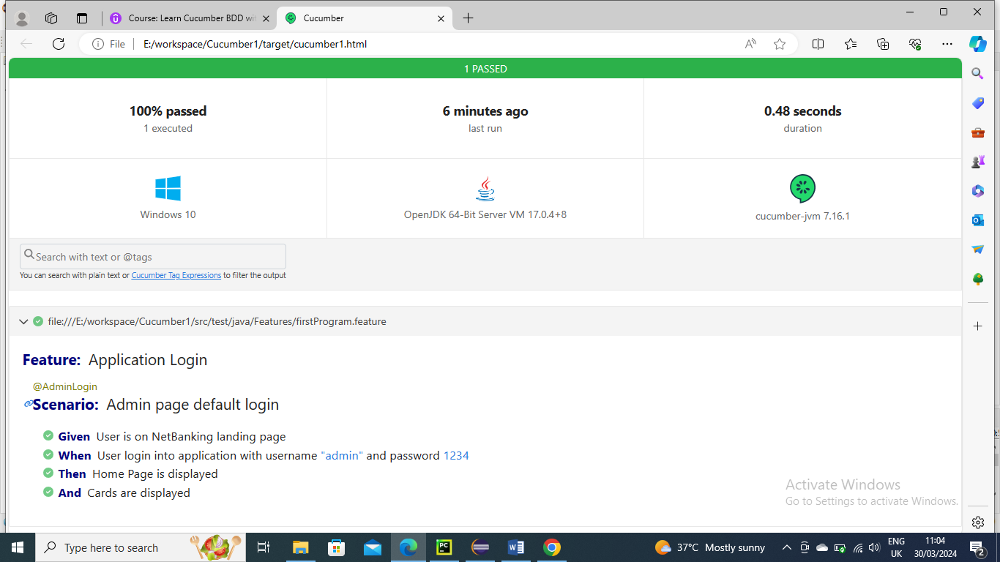 Course: Learn Cucumber BDD wi
Cucumber
File
E:/workspace/Cucumber1/target/cucumber1.html
1 PASSED
100% passed
1 executed
6 minutes ago
last run
0.48 seconds
duration
Windows 10
OpenJDK 64-Bit Server VM 17.0.4+8
cucumber-jvm 7.16.1
Search with text or @tags
You can search with plain text or Cucumber Tag Expressions to filter the output
file:///E:/workspace/Cucumber1/src/test/java/Features/firstProgram.feature
Feature: Application Login
@AdminLogin
Scenario: Admin page default login
Given User is on NetBanking landing page
When User login into application with username "admin" and password 1234
Then Home Page is displayed
And Cards are displayed
Activate Windows
Go to Settings to activate Windows.
Type here to search
PC
37°C Mostly sunny
ENG
UK
11:04
30/03/2024
2